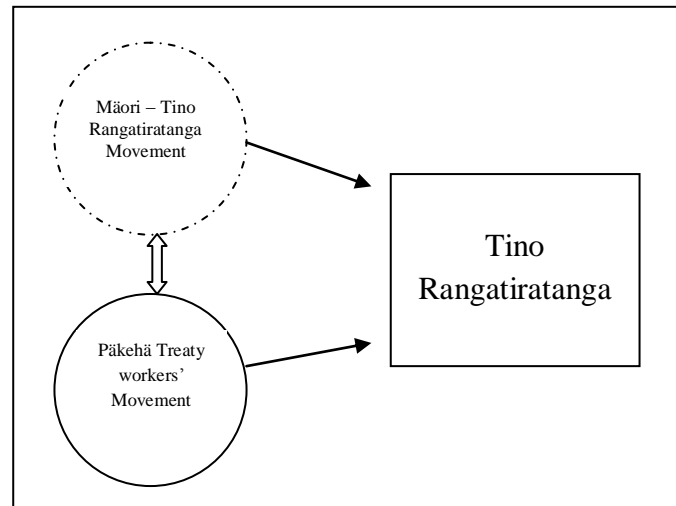 Mäori – Tino
Rangatiratanga
Movement
Tino
Rangatiratanga
Päkehä Treaty
workers’
Movement